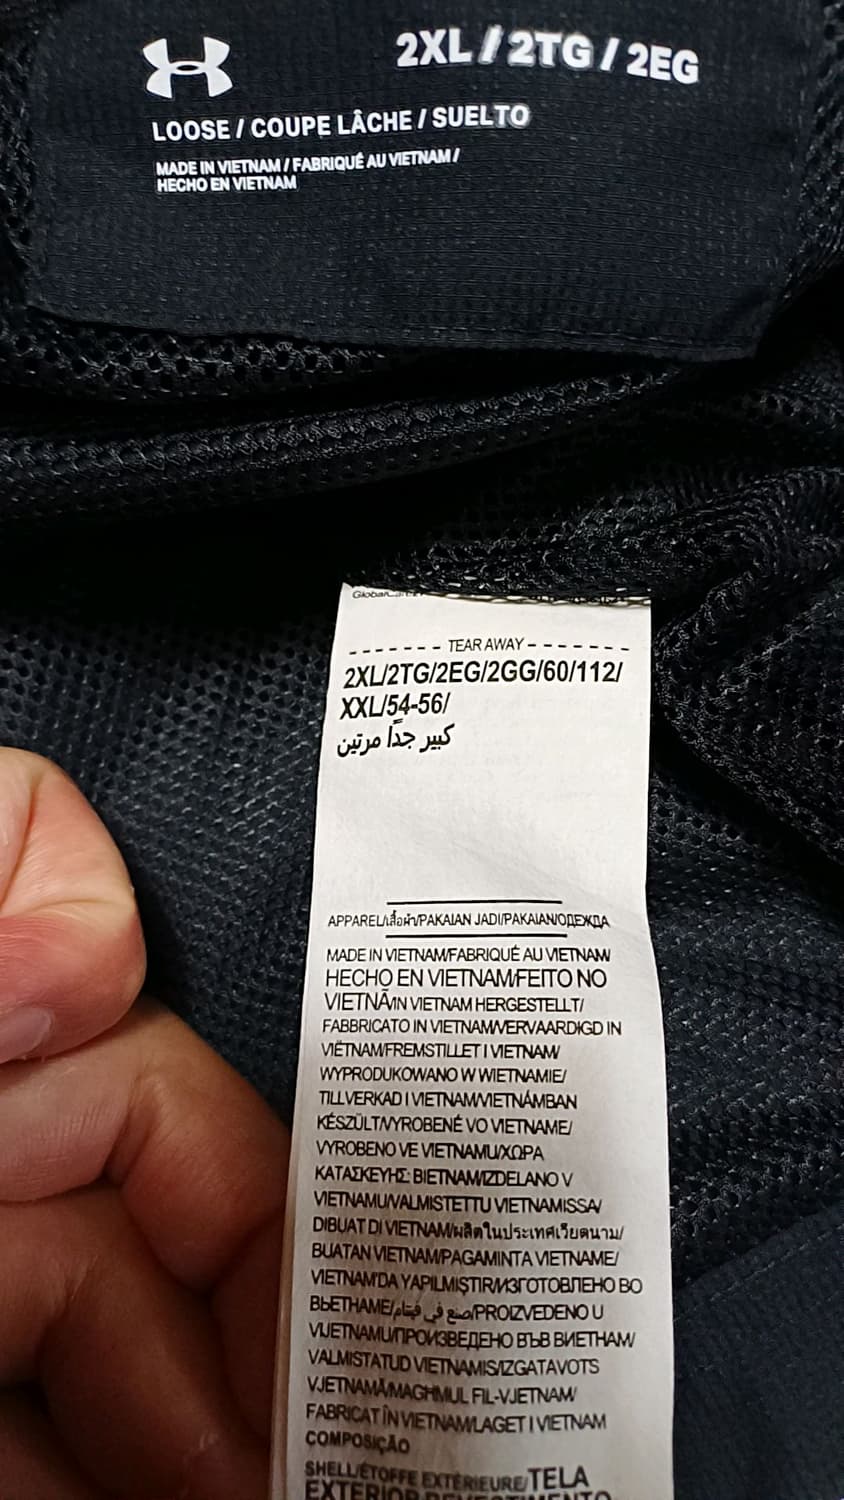 2XL / 2TG / 2EG
LOOSE / COUPE LÂCHE / SUELTO
MADE IN VIETNAM / FABRIQUÉ AU VIETNAM /
HECHO EN VIETNAM
- - - - - - - TEAR AWAY - - - - - - -
2XL/2TG/2EG/2GG/60/112/
XXL/54-56/
كبير جداً مرتين
APPAREL/เสื้อผ้า/PAKAIAN JADI/PAKAIAN/ОДЕЖДА
MADE IN VIETNAM/FABRIQUÉ AU VIETNAM/
HECHO EN VIETNAM/FEITO NO
VIETNÃ/IN VIETNAM HERGESTELLT/
FABBRICATO IN VIETNAM/VERVAARDIGD IN
VIËTNAM/FREMSTILLET I VIETNAM/
WYPRODUKOWANO W WIETNAMIE/
TILLVERKAD I VIETNAM/VIETNÁMBAN
KÉSZÜLT/VYROBENÉ VO VIETNAME/
VYROBENO VE VIETNAMU/ΧΩΡΑ
ΚΑΤΑΣΚΕΥΗΣ: ΒΙΕΤΝΑΜ/IZDELANO V
VIETNAMU/VALMISTETTU VIETNAMISSA/
DIBUAT DI VIETNAM/ผลิตในประเทศเวียดนาม/
BUATAN VIETNAM/PAGAMINTA VIETNAME/
VIETNAM'DA YAPILMIŞTIR/ИЗГОТОВЛЕНО ВО
ВЬЕТНАМЕ/صنع في فيتنام/PROIZVEDENO U
VIJETNAMU/ПРОИЗВЕДЕНО ВЪВ ВИЕТНАМ/
VALMISTATUD VIETNAMIS/IZGATAVOTS
VJETNAMĀ/MAGĦMUL FIL-VJETNAM/
FABRICAT ÎN VIETNAM/LAGET I VIETNAM
COMPOSIÇÃO
SHELL/ÉTOFFE EXTÉRIEURE/TELA
EXTERIOR REVESTIMENTO